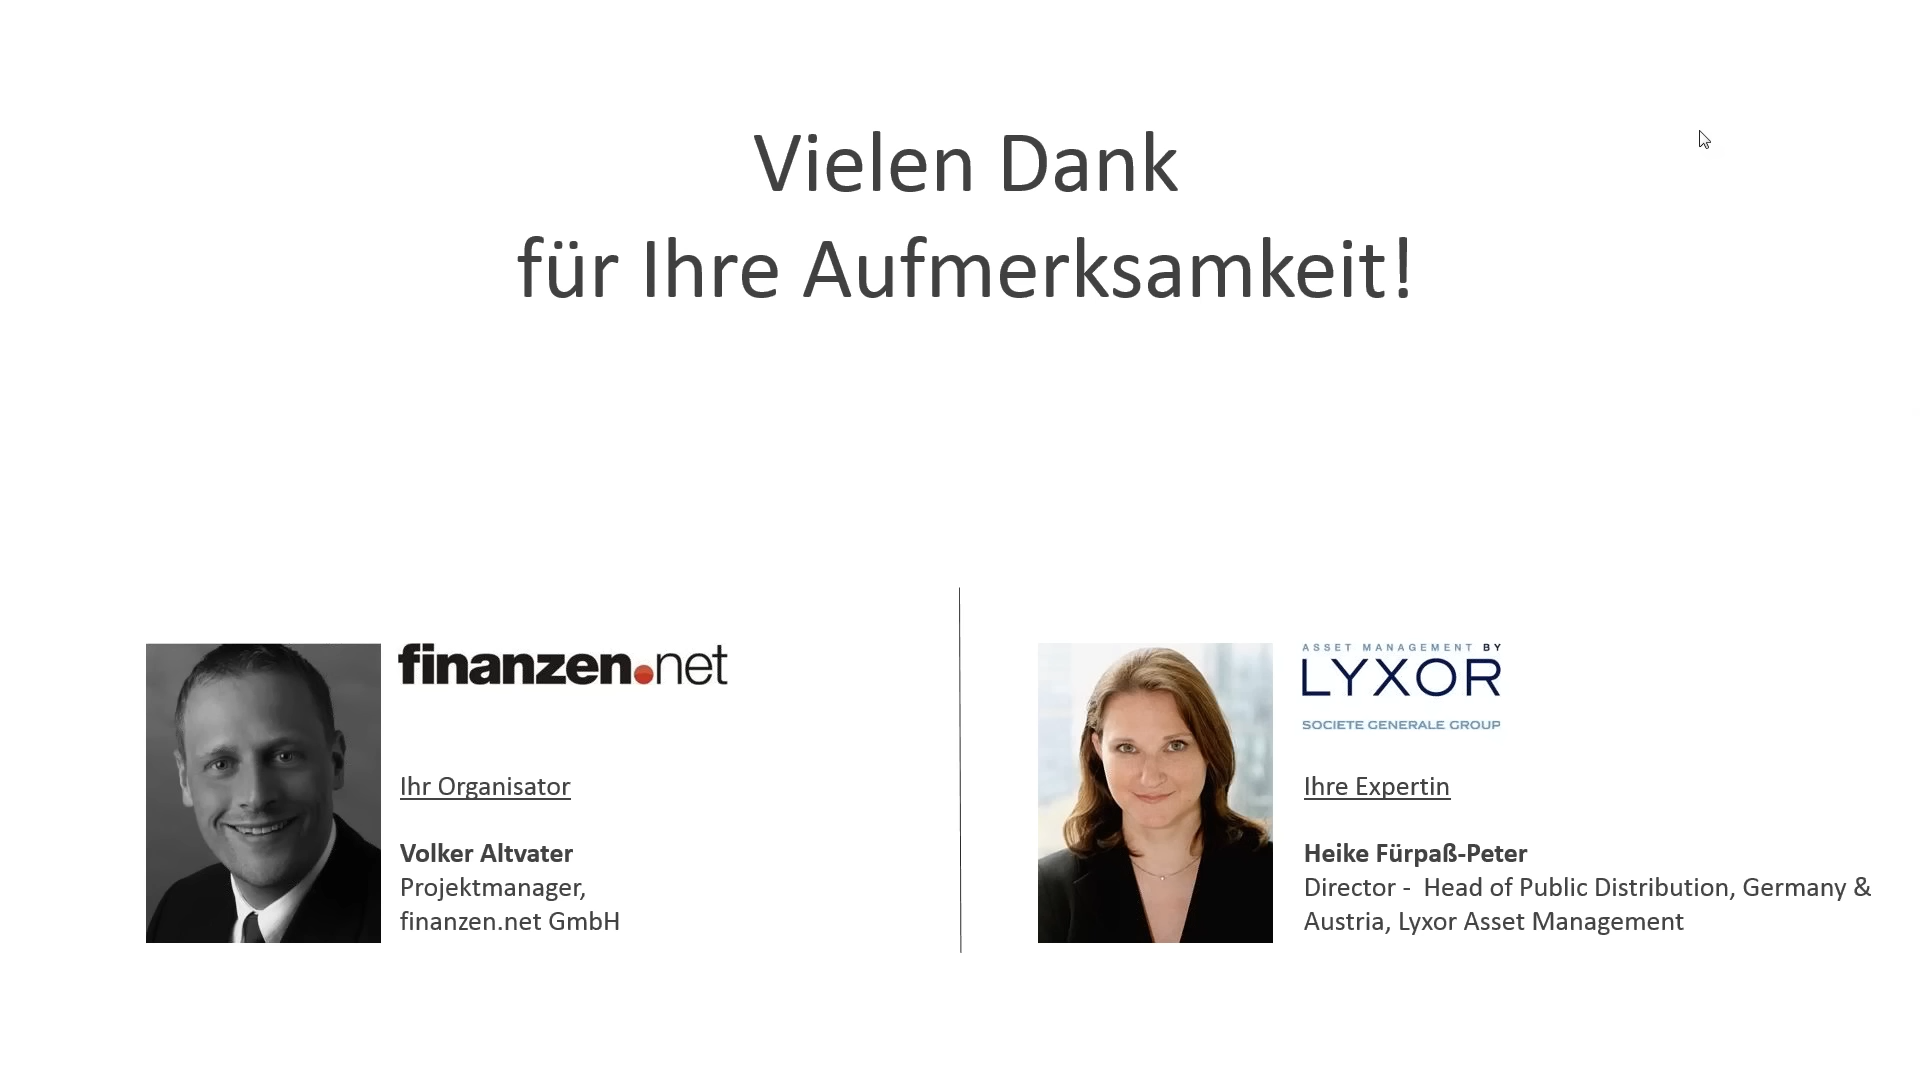 Vielen Dank
für Ihre Aufmerksamkeit!
finanzen.net
Ihr Organisator
Volker Altvater
Projektmanager,
finanzen.net GmbH
ASSET MANAGEMENT BY
LYXOR
SOCIETE GENERALE GROUP
Ihre Expertin
Heike Fürpaß-Peter
Director -  Head of Public Distribution, Germany &
Austria, Lyxor Asset Management